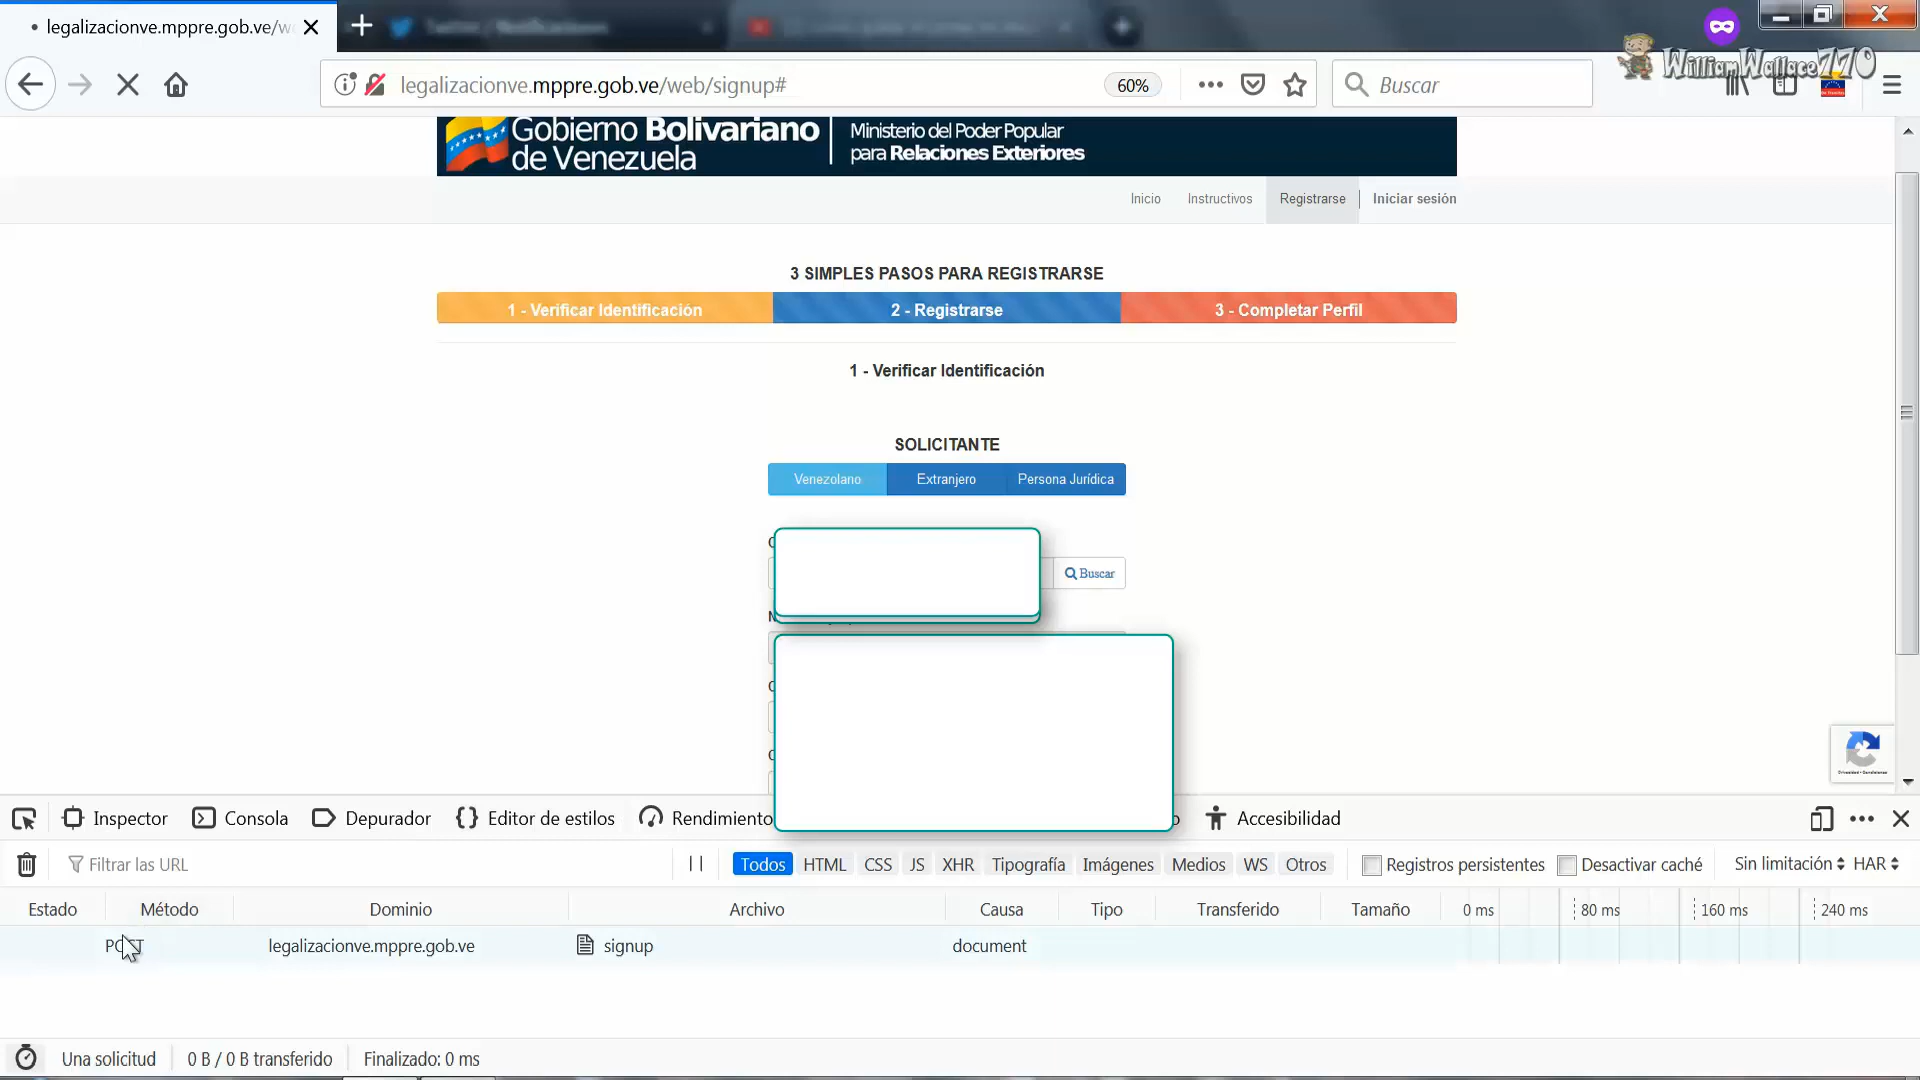 legalizacionve.mppre.gob.ve/w
WilliamWallace770
legalizacionve.mppre.gob.ve/web/signup#
60%
Buscar
Gobierno Bolivariano
de Venezuela
Ministerio del Poder Popular
para Relaciones Exteriores
Inicio
Instructivos
Registrarse
Iniciar sesión
3 SIMPLES PASOS PARA REGISTRARSE
1 - Verificar Identificación
2 - Registrarse
3 - Completar Perfil
1 - Verificar Identificación
SOLICITANTE
Venezolano
Extranjero
Persona Jurídica
Buscar
Inspector
Consola
Depurador
Editor de estilos
Rendimiento
Accesibilidad
Filtrar las URL
Todos
HTML
CSS
JS
XHR
Tipografía
Imágenes
Medios
WS
Otros
Registros persistentes
Desactivar caché
Sin limitación
HAR
Estado
Método
Dominio
Archivo
Causa
Tipo
Transferido
Tamaño
0 ms
80 ms
160 ms
240 ms
POST
legalizacionve.mppre.gob.ve
signup
document
Una solicitud
0 B / 0 B transferido
Finalizado: 0 ms